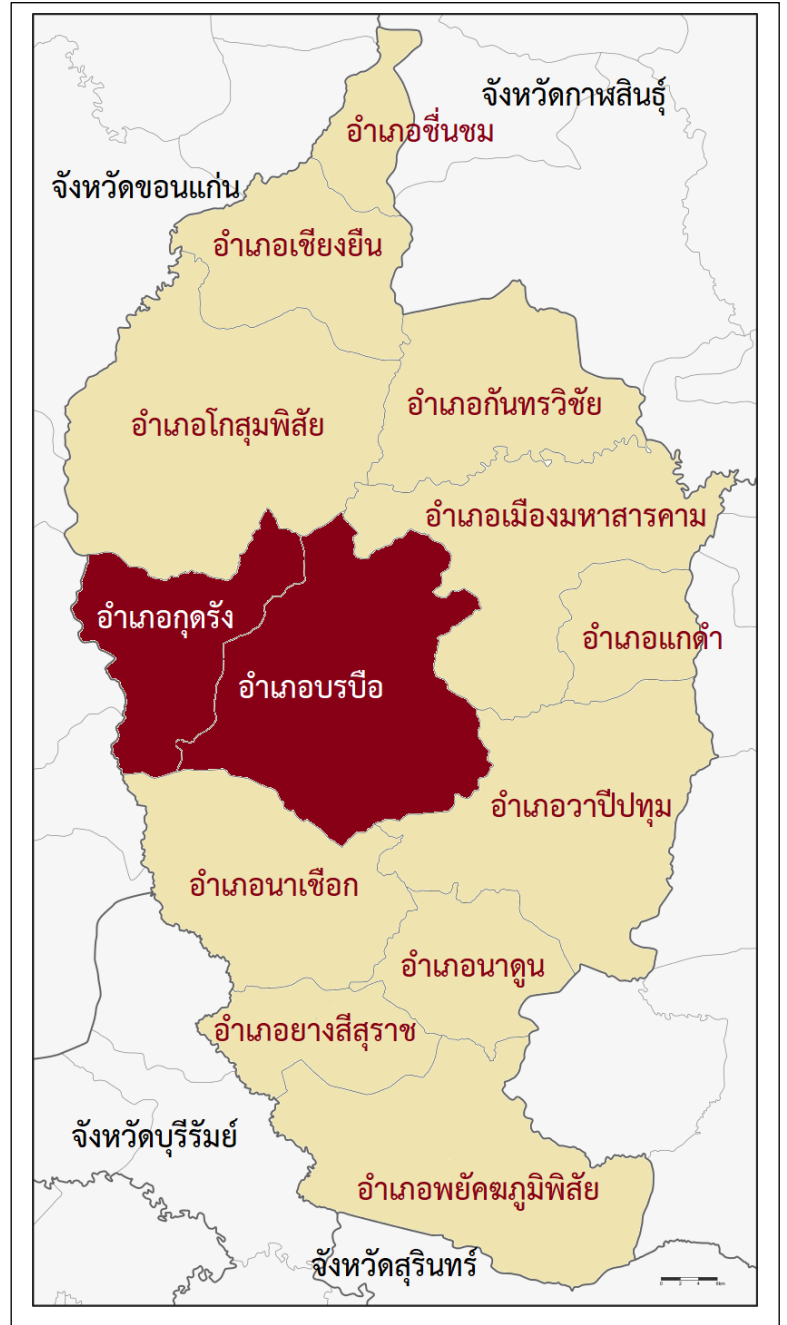 จังหวัดกาฬสินธุ์
อำเภอชื่นชม
จังหวัดขอนแก่น
อำเภอเชียงยืน
อำเภอกันทรวิชัย
อำเภอโกสุมพิสัย
อำเภอเมืองมหาสารคาม
อำเภอกุดรัง
อำเภอแกดำ
อำเภอบรบือ
อำเภอวาปีปทุม
อำเภอนาเชือก
อำเภอนาดูน
อำเภอยางสีสุราช
จังหวัดบุรีรัมย์
อำเภอพยัคฆภูมิพิสัย
จังหวัดสุรินทร์